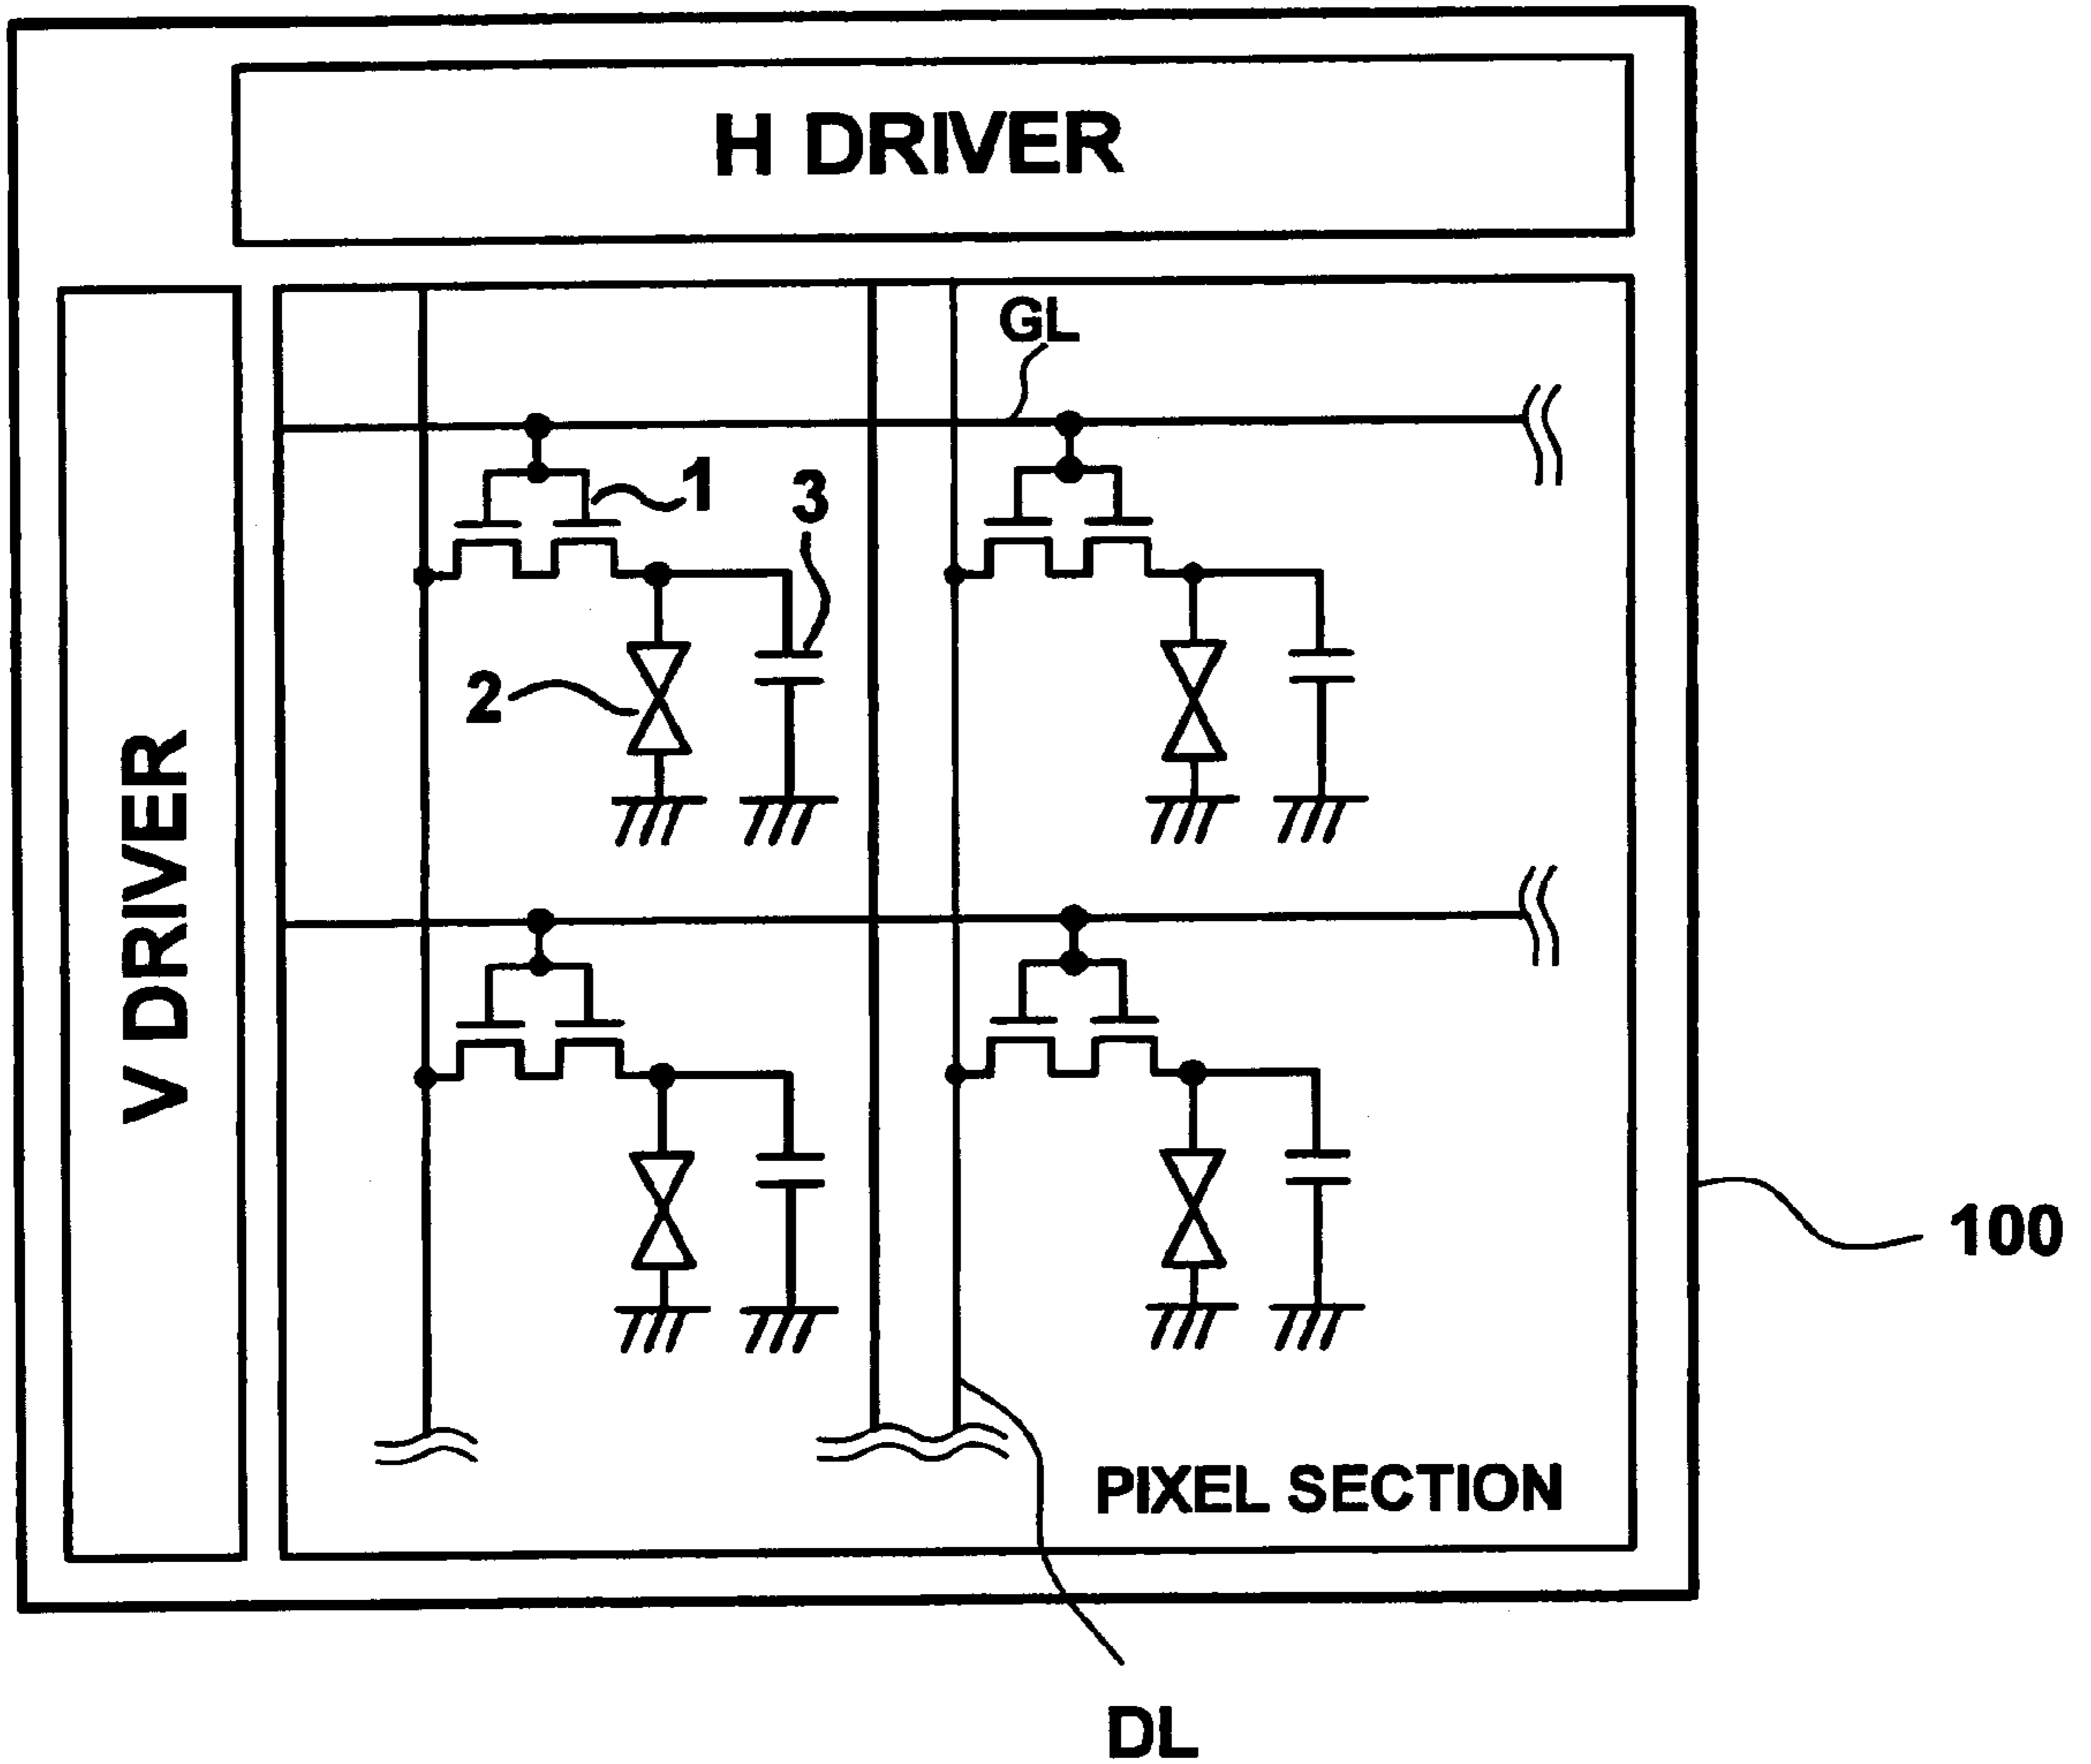 H DRIVER
GL
1
3
2
V DRIVER
100
PIXEL SECTION
DL